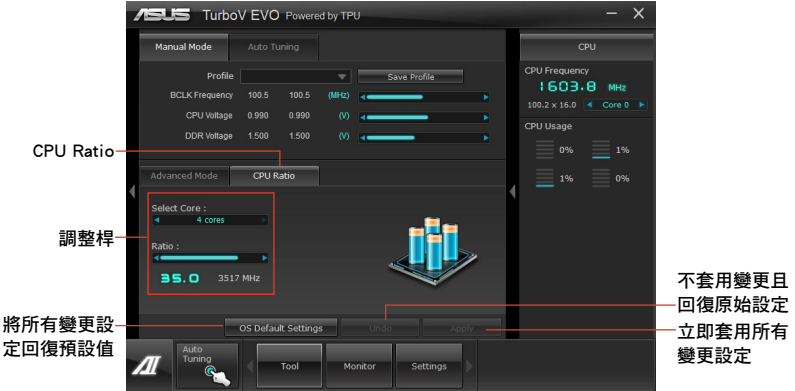 ASUS TurboV EVO Powered by TPU
Manual Mode
Auto Tuning
Profile
Save Profile
BCLK Frequency 100.5 100.5 (MHz)
CPU Voltage 0.990 0.990 (V)
DDR Voltage 1.500 1.500 (V)
CPU
CPU Frequency
1603.8 MHz
100.2 x 16.0 Core 0
CPU Usage
0% 1%
1% 0%
CPU Ratio
Advanced Mode
CPU Ratio
Select Core :
4 cores
調整桿
Ratio :
35.0 3517 MHz
不套用變更且
回復原始設定
將所有變更設
定回復預設值
OS Default Settings
Undo
Apply
立即套用所有
變更設定
AI
Auto
Tuning
Tool
Monitor
Settings